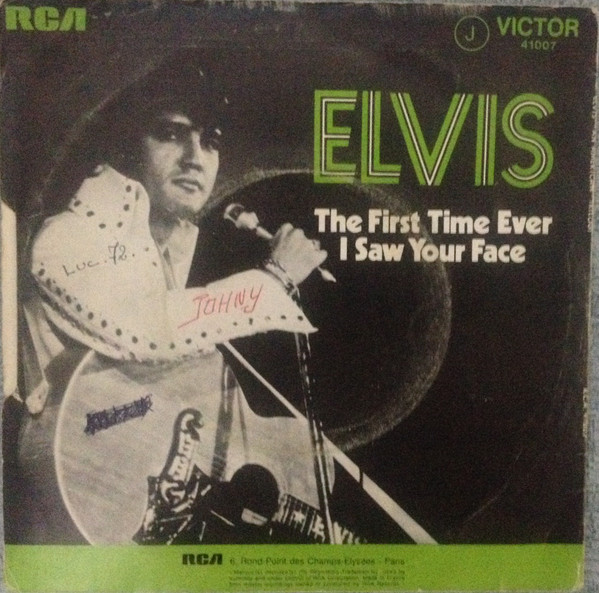 RCA
J VICTOR
41007
ELVIS
The First Time Ever
I Saw Your Face
Luc. 72.
JOHNY
RCA 6, Rond-Point des Champs-Elysées - Paris